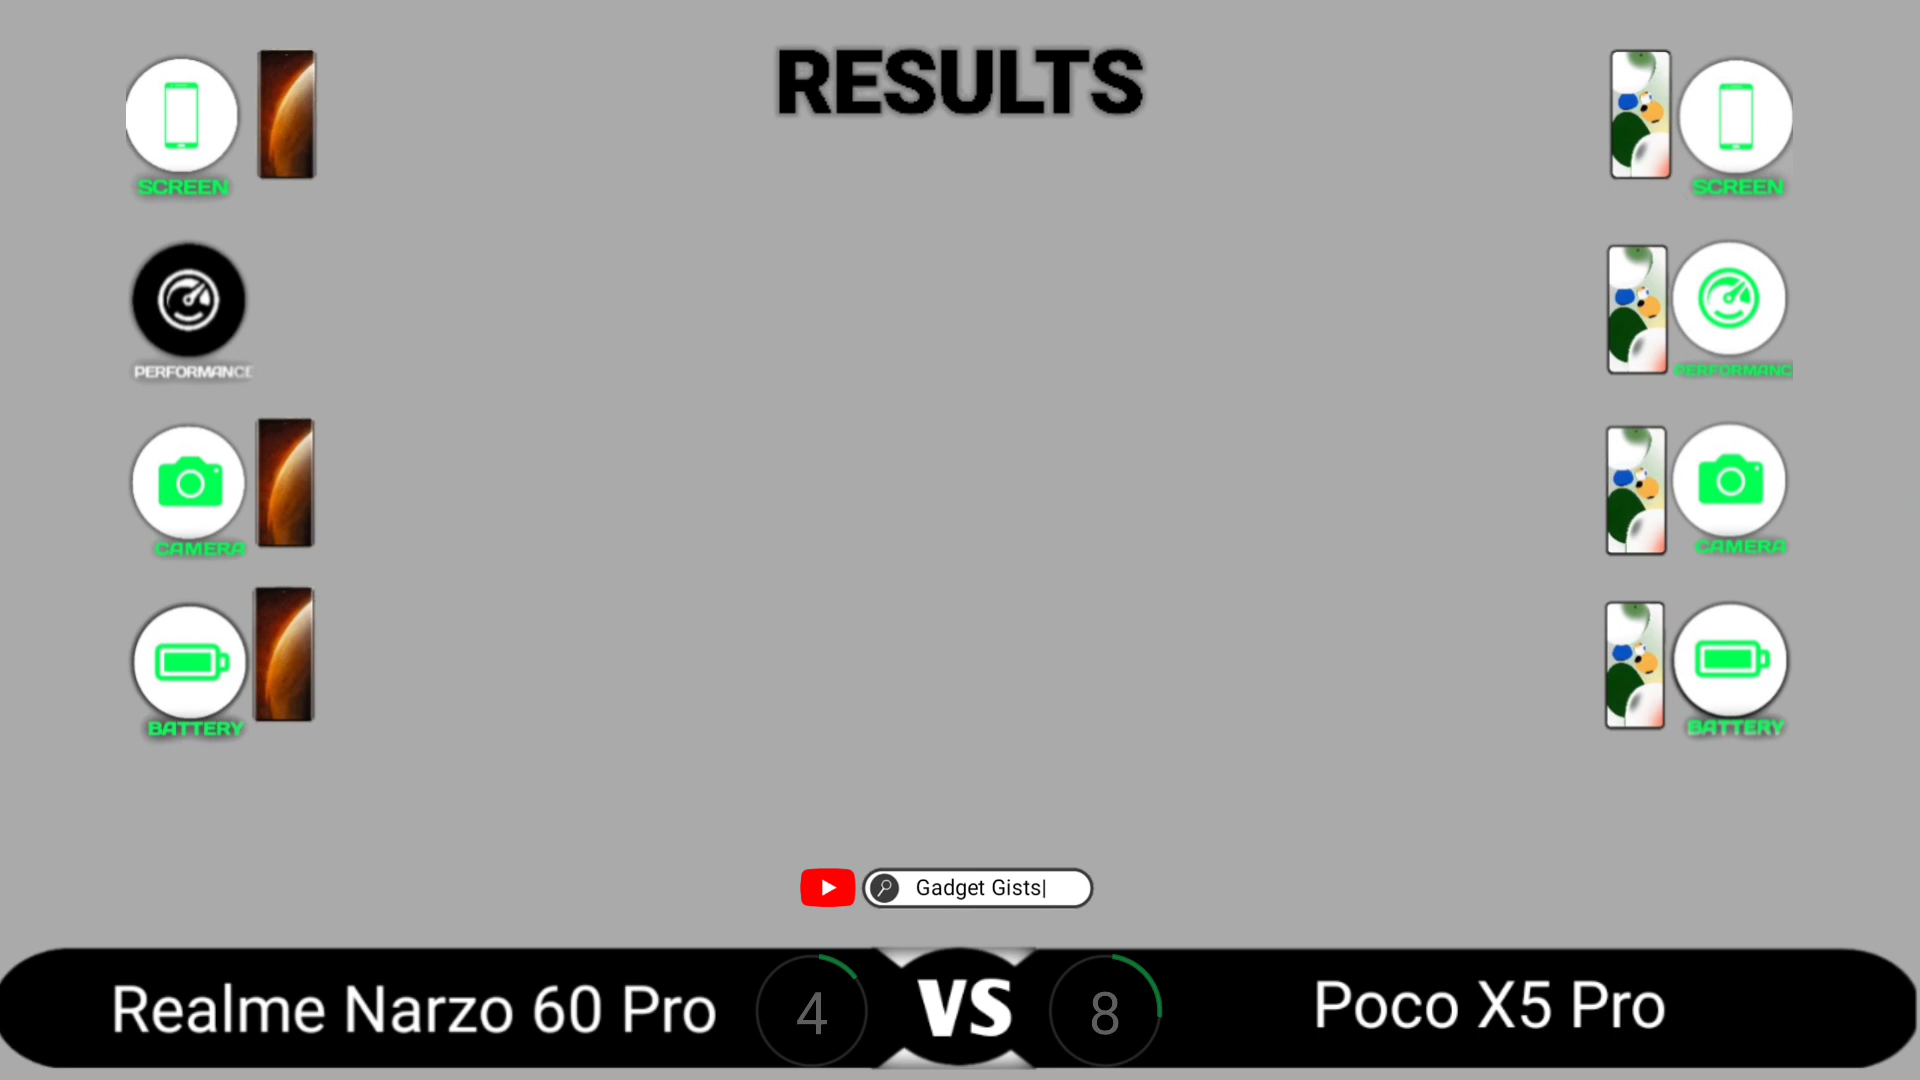 RESULTS
SCREEN
SCREEN
PERFORMANCE
PERFORMANC
CAMERA
CAMERA
BATTERY
BATTERY
Gadget Gists|
Realme Narzo 60 Pro 4 VS 8 Poco X5 Pro